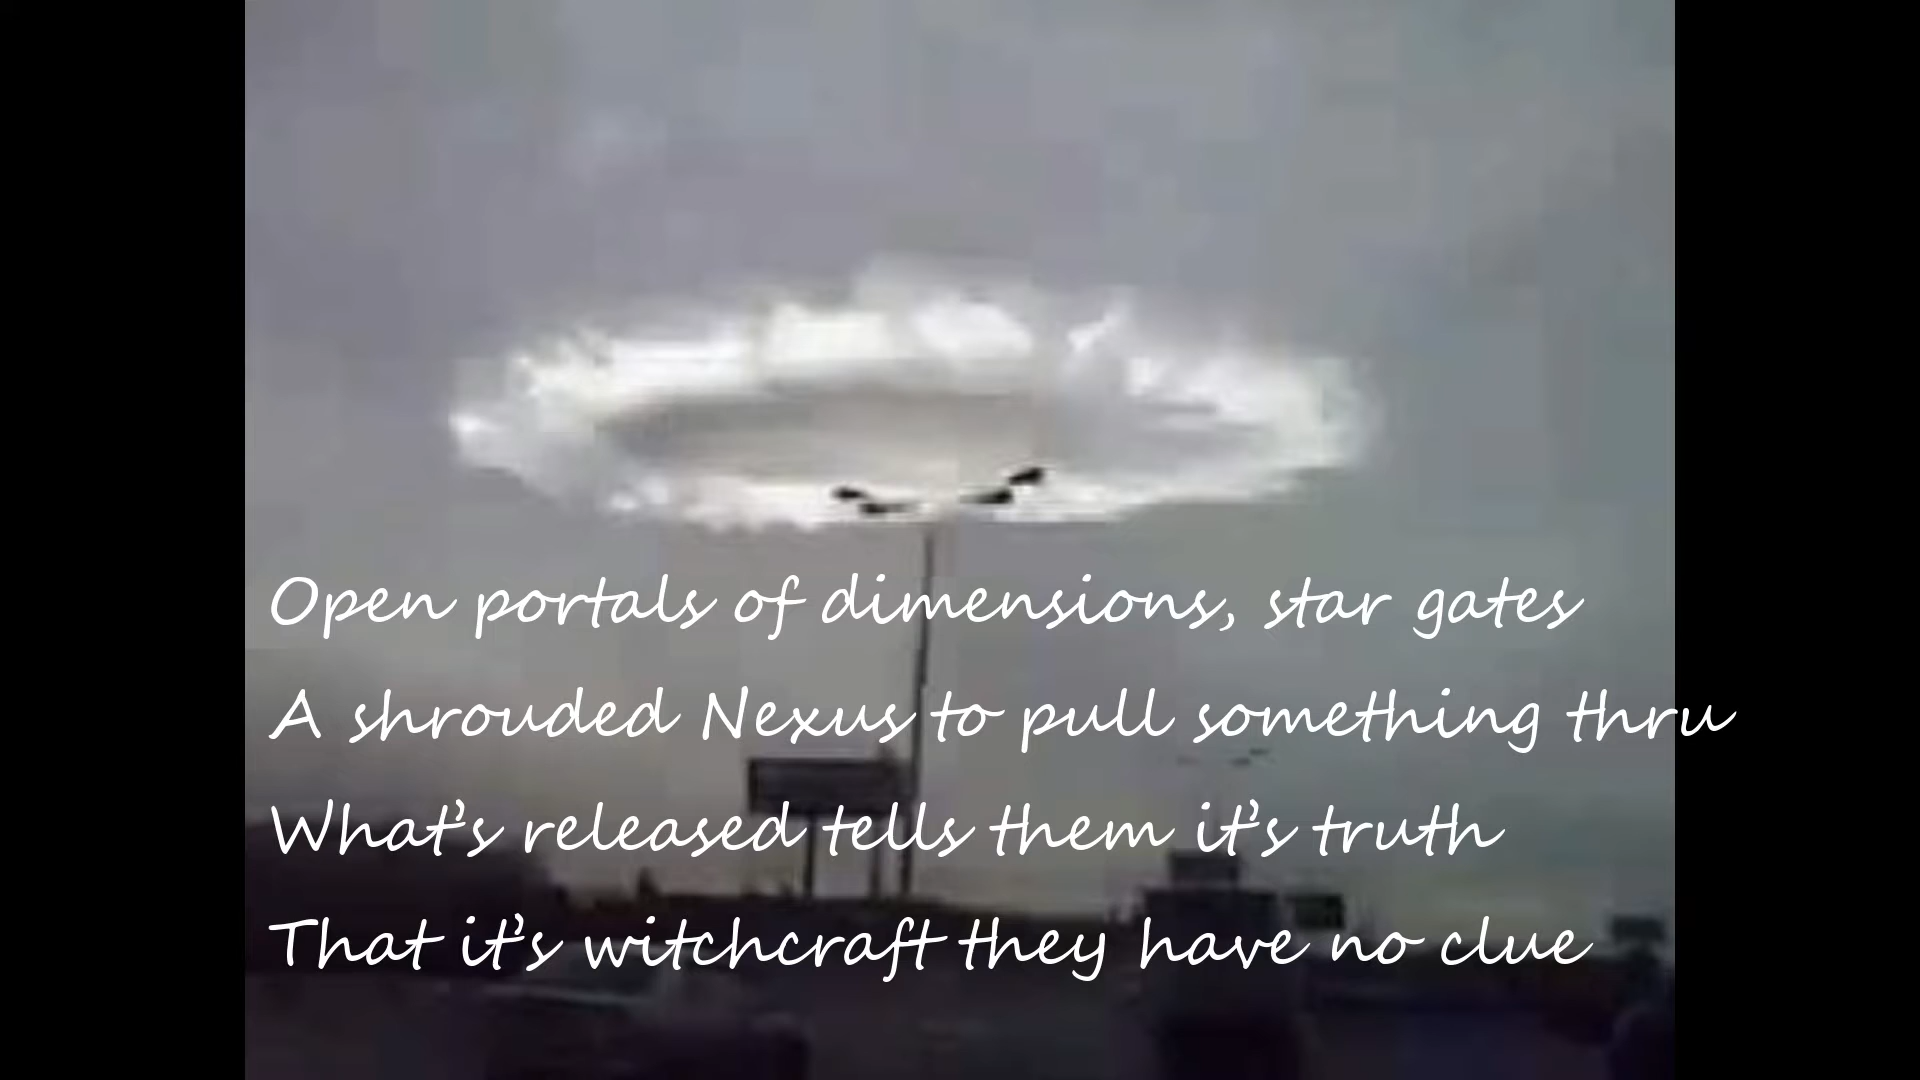 Open portals of dimensions, star gates
A shrouded Nexus to pull something thru
What's released tells them it's truth
That it's witchcraft they have no clue